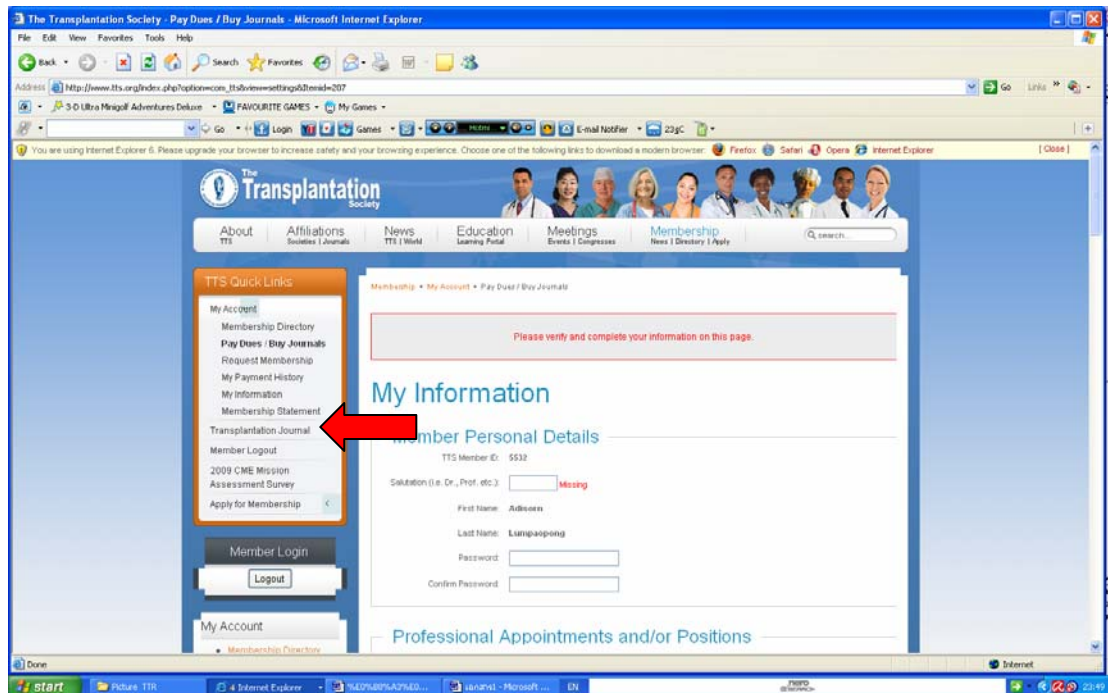 The Transplantation Society - Pay Dues / Buy Journals - Microsoft Internet Explorer
File Edit View Favorites Tools Help
Back Search Favorites
Address http://www.tts.org/index.php?option=com_tts&view=settings&Itemid=207 Go Links
3-D Ultra Minigolf Adventures Deluxe FAVOURITE GAMES My Games
Go Login Games E-mail Notifier 23ºC
You are using Internet Explorer 6. Please upgrade your browser to increase safety and your browsing experience. Choose one of the following links to download a modern browser: Firefox Safari Opera Internet Explorer [ Close ]
The
Transplantation
Society
About Affiliations News Education Meetings Membership search...
TTS Societies | Journals TTS | World Learning Portal Events | Congresses News | Directory | Apply
TTS Quick Links
My Account
Membership Directory
Pay Dues / Buy Journals
Request Membership
My Payment History
My Information
Membership Statement
Transplantation Journal
Member Logout
2009 CME Mission
Assessment Survey
Apply for Membership
Member Login
Logout
My Account
Membership Directory
Membership My Account Pay Dues / Buy Journals
Please verify and complete your information on this page.
My Information
Member Personal Details
TTS Member ID: 5532
Salutation (i.e. Dr., Prof. etc.): Missing
First Name: Adisorn
Last Name: Lumpaopong
Password:
Confirm Password:
Professional Appointments and/or Positions
Done Internet
start Picture TTR 4 Internet Explorer EN 23:49